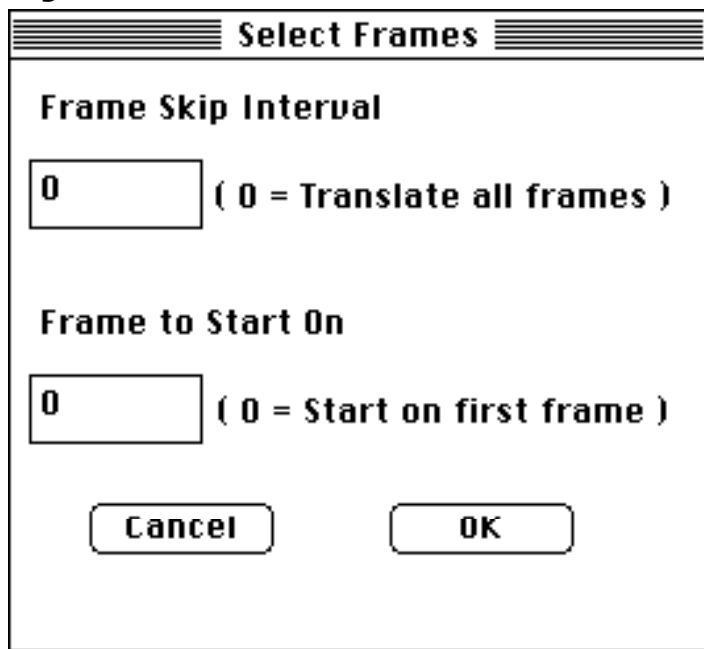 Select Frames
Frame Skip Interval
0 ( 0 = Translate all frames )
Frame to Start On
0 ( 0 = Start on first frame )
Cancel OK